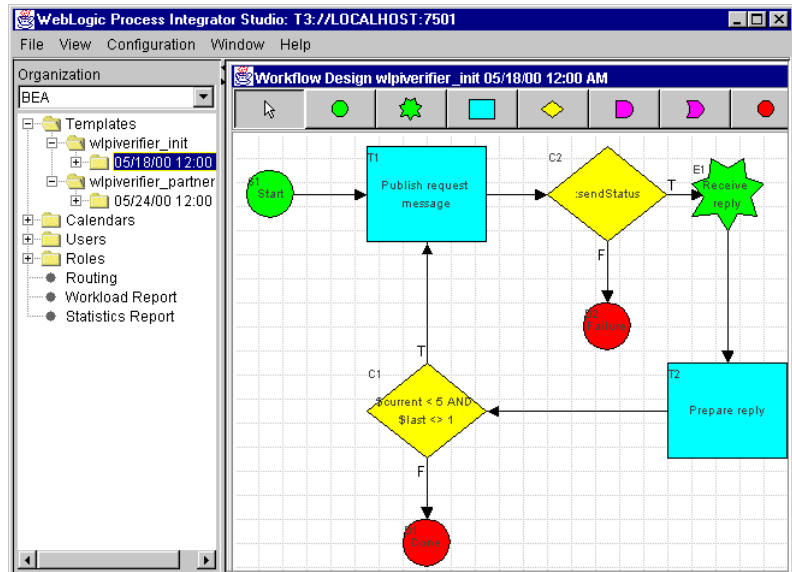 WebLogic Process Integrator Studio: T3://LOCALHOST:7501
File View Configuration Window Help
Organization
BEA
Templates
wlpiverifier_init
05/18/00 12:00
wlpiverifier_partner
05/24/00 12:00
Calendars
Users
Roles
Routing
Workload Report
Statistics Report
Workflow Design wlpiverifier_init 05/18/00 12:00 AM
Start
T1
Publish request
message
C2
:sendStatus
T
E1
Receive
reply
F
Failure
T2
Prepare reply
T
C1
$current < 5 AND
$last <> 1
F
Done